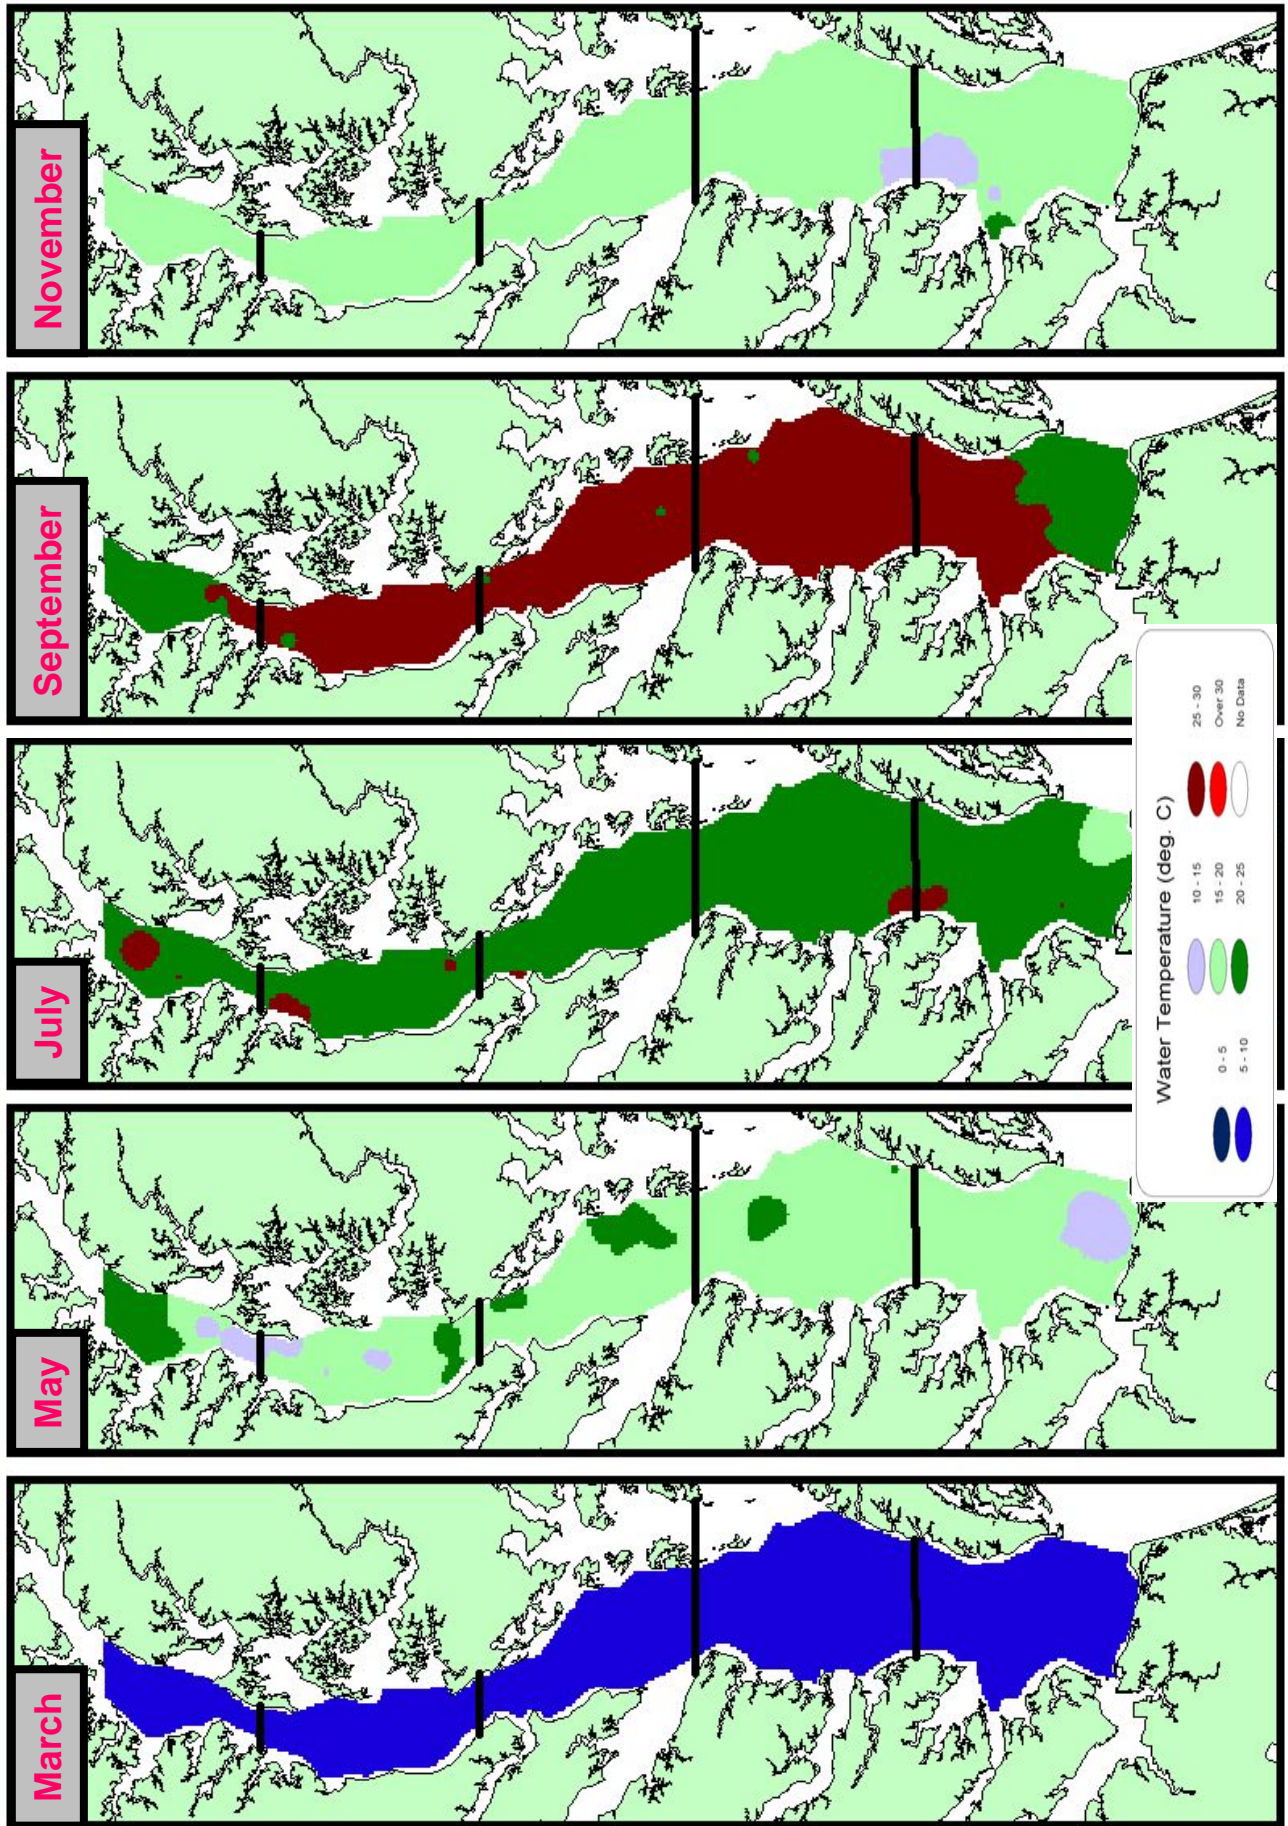 March
May
July
September
November
Water Temperature (deg. C)
0 - 5
5 - 10
10 - 15
15 - 20
20 - 25
25 - 30
Over 30
No Data